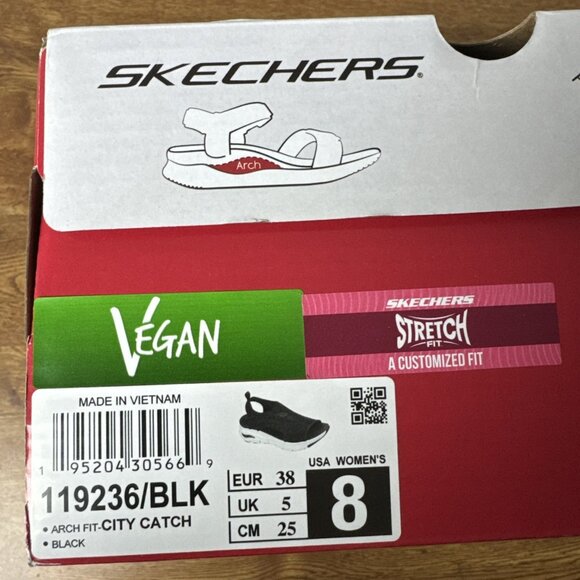 SKECHERS®
Arch
VEGAN
SKECHERS
STRETCH
FIT
A CUSTOMIZED FIT
MADE IN VIETNAM
1 95204 30566 9
119236/BLK
• ARCH FIT-CITY CATCH
• BLACK
EUR 38
UK 5
CM 25
USA WOMEN'S
8